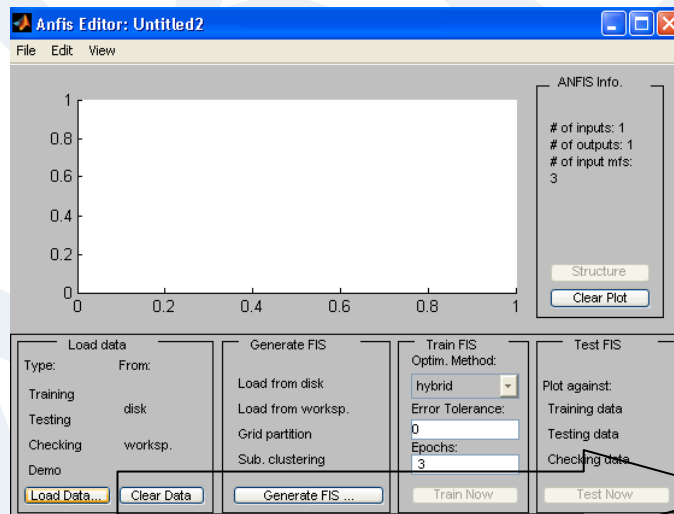 Anfis Editor: Untitled2
File Edit View
1
0.8
0.6
0.4
0.2
0
0 0.2 0.4 0.6 0.8 1
ANFIS Info.
# of inputs: 1
# of outputs: 1
# of input mfs:
3
Structure
Clear Plot
Load data
Type: From:
Training
disk
Testing
Checking worksp.
Demo
Load Data... Clear Data
Generate FIS
Load from disk
Load from worksp.
Grid partition
Sub. clustering
Generate FIS ...
Train FIS
Optim. Method:
hybrid
Error Tolerance:
0
Epochs:
3
Train Now
Test FIS
Plot against:
Training data
Testing data
Checking data
Test Now